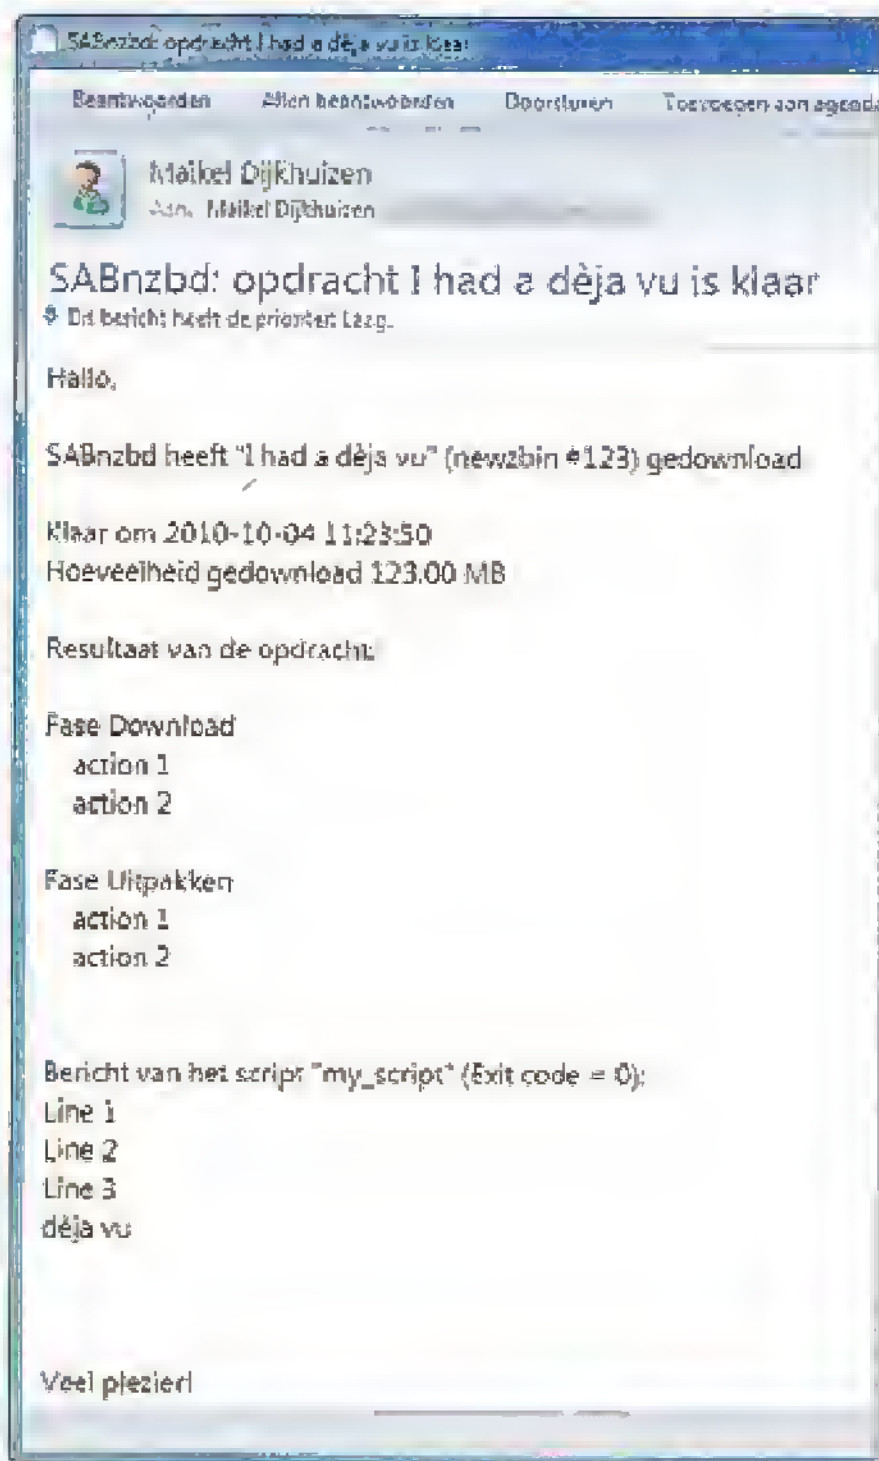 SABnzbd: opdracht I had a dèja vu is klaar
Beantwoorden Allen beantwoorden Doorsturen Toevoegen aan agenda
Maikel Dijkhuizen
Aan: Maikel Dijkhuizen
SABnzbd: opdracht I had a dèja vu is klaar
Dit bericht heeft de prioriteit Laag.
Hallo,
SABnzbd heeft "I had a dèja vu" (newzbin #123) gedownload
Klaar om 2010-10-04 11:23:50
Hoeveelheid gedownload 123.00 MB
Resultaat van de opdracht:
Fase Download
action 1
action 2
Fase Uitpakken
action 1
action 2
Bericht van het script "my_script" (Exit code = 0):
Line 1
Line 2
Line 3
dèja vu
Veel plezier!